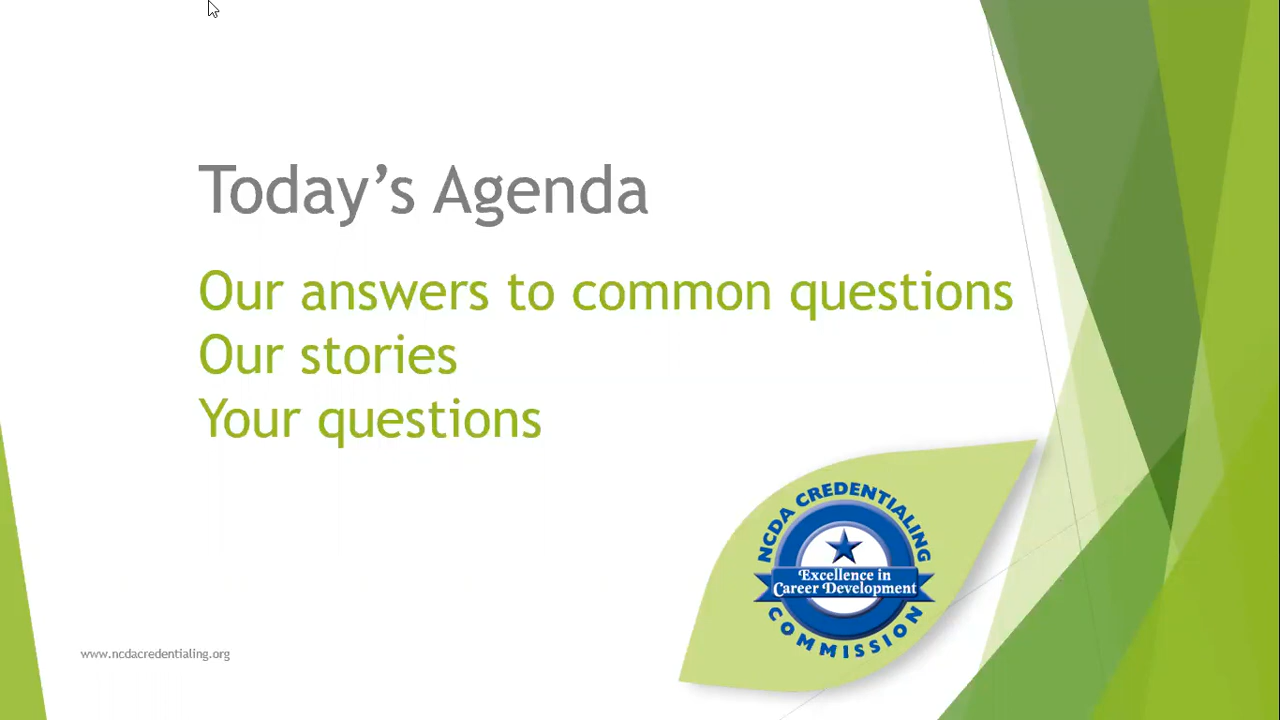 Today’s Agenda
Our answers to common questions
Our stories
Your questions
NCDA CREDENTIALING
Excellence in
Career Development
COMMISSION
www.ncdacredentialing.org